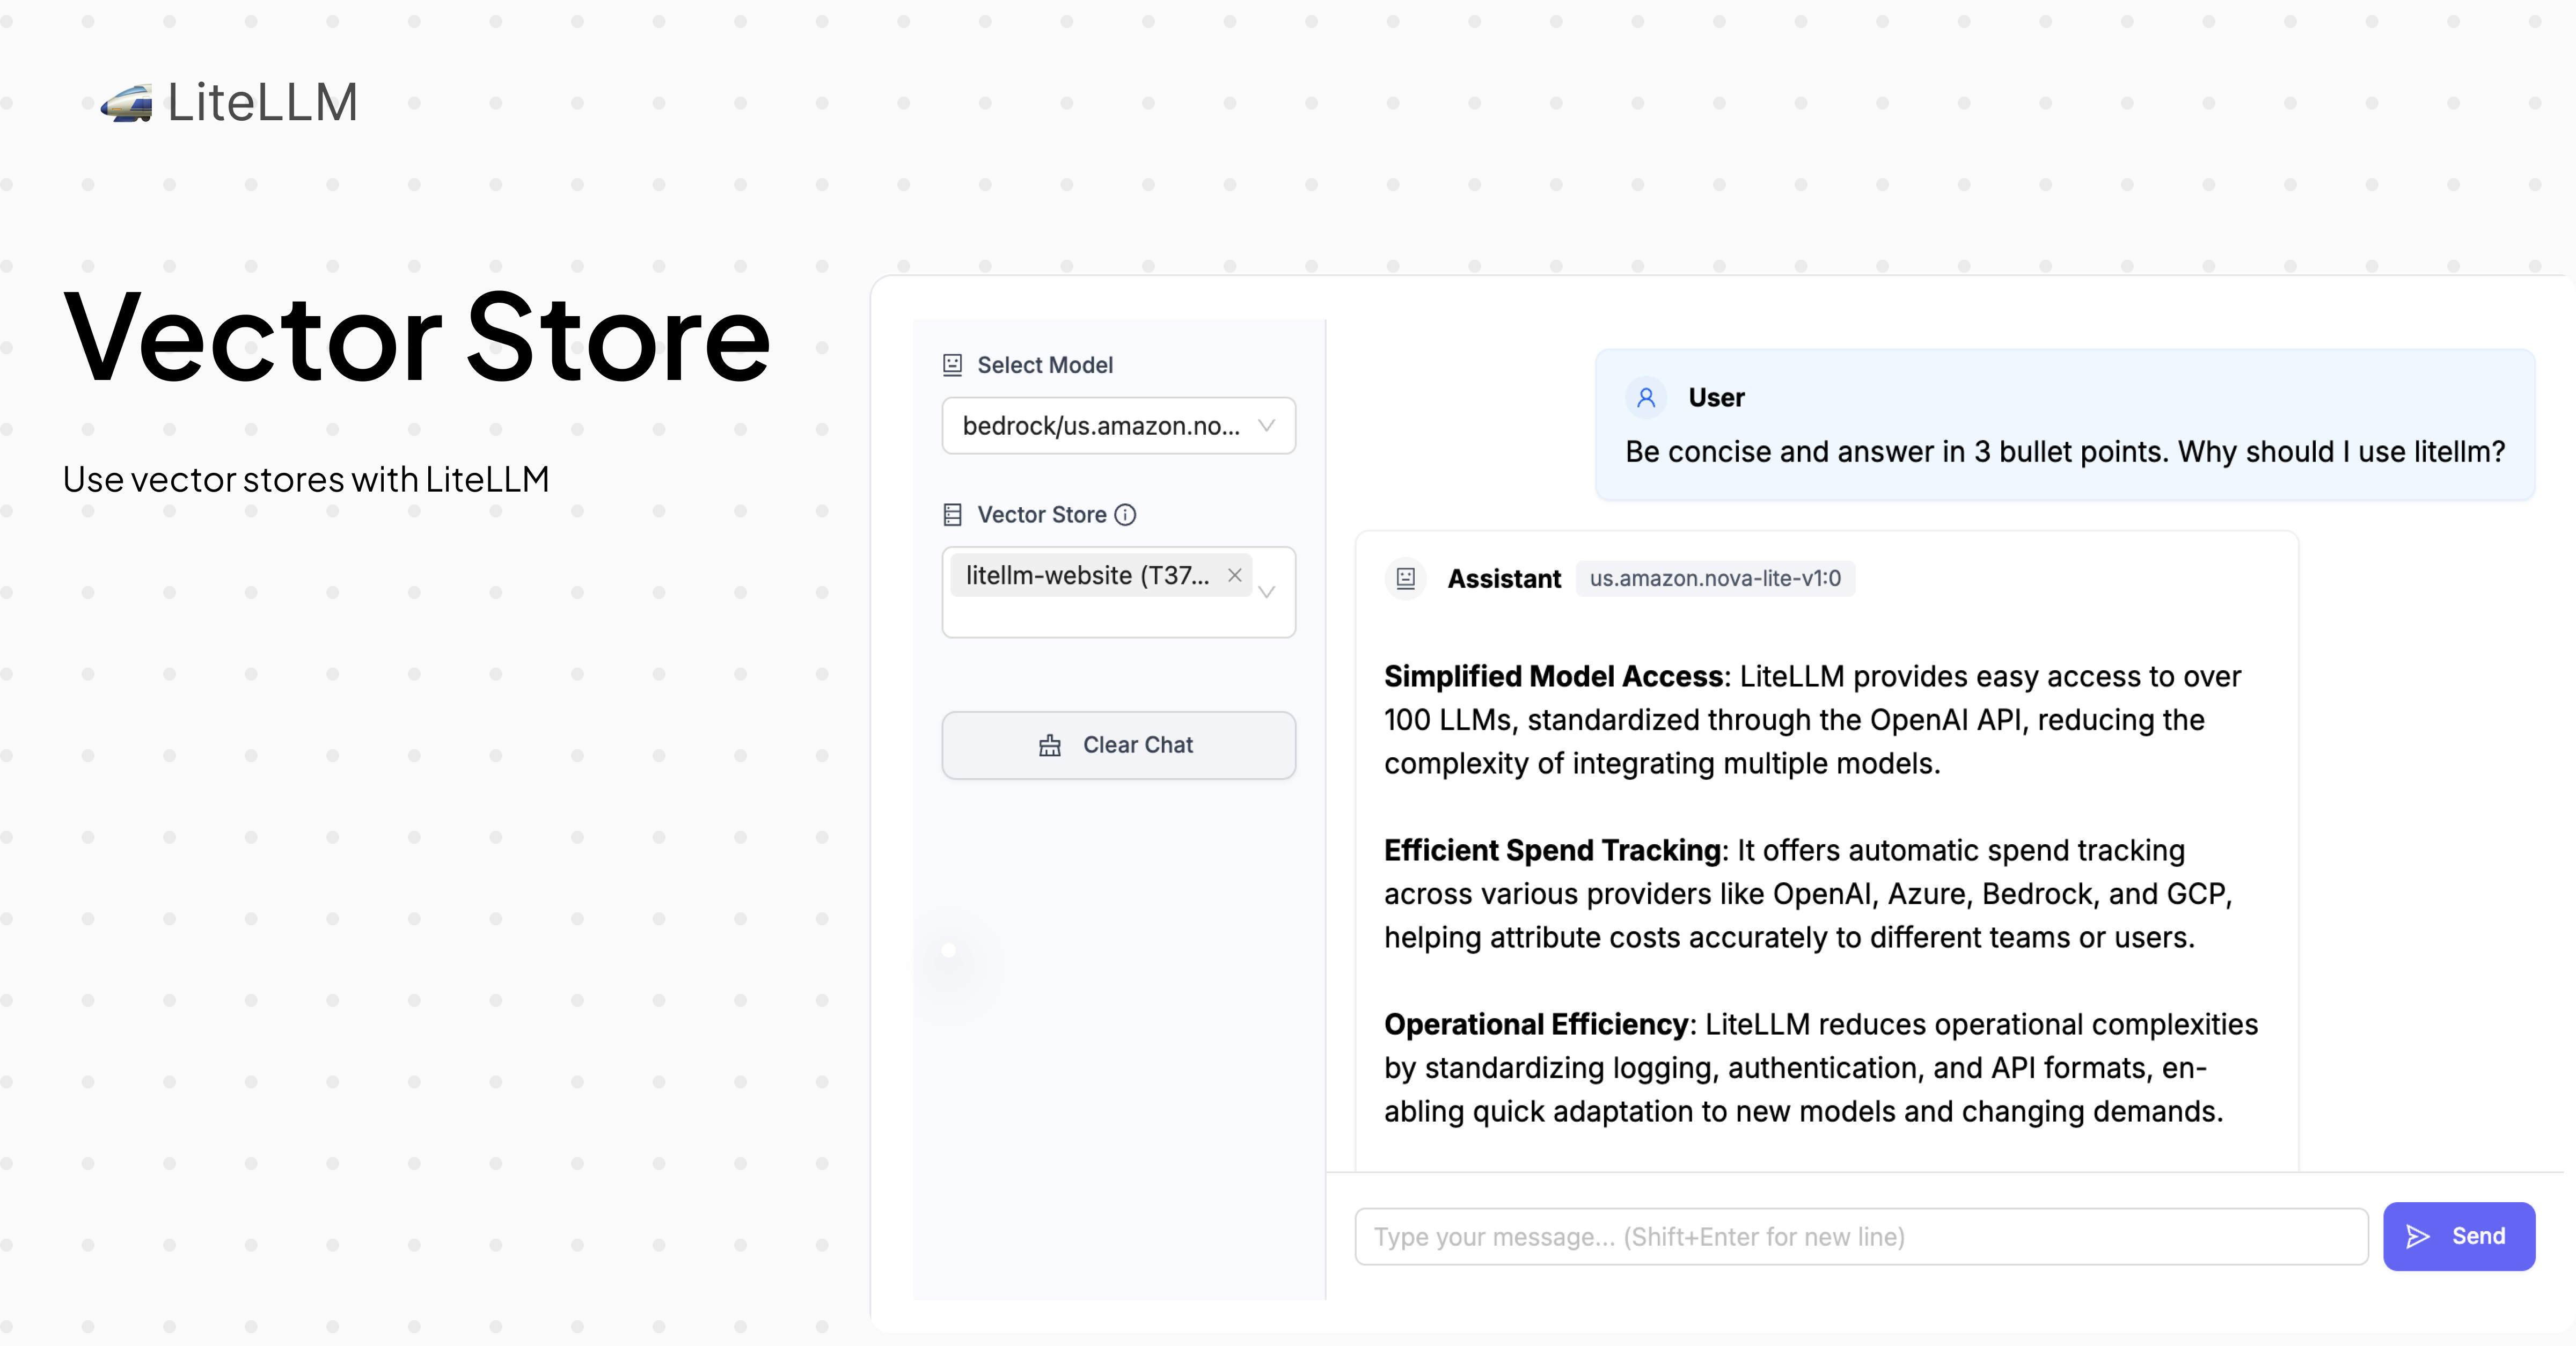 LiteLLM
Vector Store
Use vector stores with LiteLLM
Select Model
bedrock/us.amazon.no...
Vector Store
litellm-website (T37...
Clear Chat
User
Be concise and answer in 3 bullet points. Why should I use litellm?
Assistant us.amazon.nova-lite-v1:0
Simplified Model Access: LiteLLM provides easy access to over
100 LLMs, standardized through the OpenAI API, reducing the
complexity of integrating multiple models.
Efficient Spend Tracking: It offers automatic spend tracking
across various providers like OpenAI, Azure, Bedrock, and GCP,
helping attribute costs accurately to different teams or users.
Operational Efficiency: LiteLLM reduces operational complexities
by standardizing logging, authentication, and API formats, en-
abling quick adaptation to new models and changing demands.
Type your message... (Shift+Enter for new line)
Send